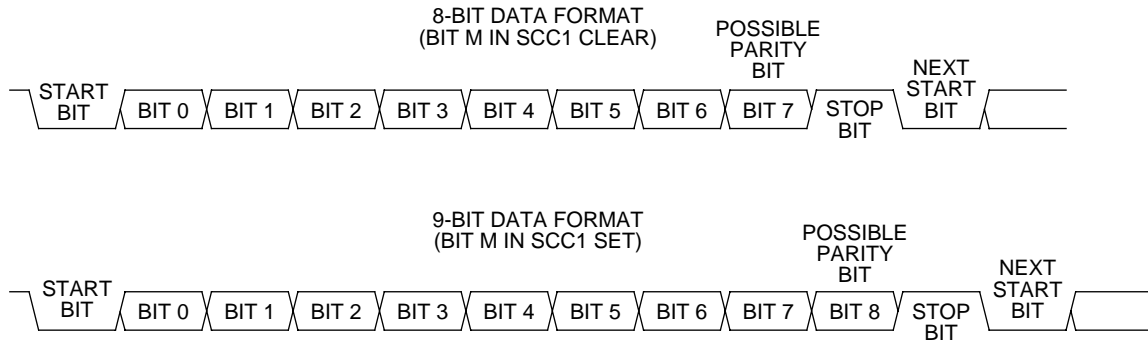 8-BIT DATA FORMAT
(BIT M IN SCC1 CLEAR)
POSSIBLE
PARITY
BIT
NEXT
START
BIT
START
BIT
BIT 0
BIT 1
BIT 2
BIT 3
BIT 4
BIT 5
BIT 6
BIT 7
STOP
BIT
9-BIT DATA FORMAT
(BIT M IN SCC1 SET)
POSSIBLE
PARITY
BIT
NEXT
START
BIT
START
BIT
BIT 0
BIT 1
BIT 2
BIT 3
BIT 4
BIT 5
BIT 6
BIT 7
BIT 8
STOP
BIT